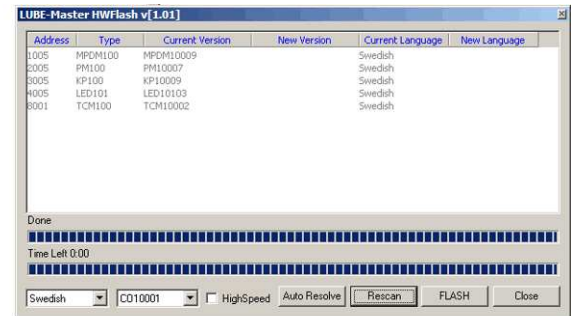 LUBE-Master HWFlash v[1.01]
Address Type Current Version New Version Current Language New Language
1005 MPDM100 MPDM10009 Swedish
2005 PM100 PM10007 Swedish
3005 KP100 KP10009 Swedish
4005 LED101 LED10103 Swedish
8001 TCM100 TCM10002 Swedish
Done
Time Left 0:00
Swedish CO10001 HighSpeed Auto Resolve Rescan FLASH Close